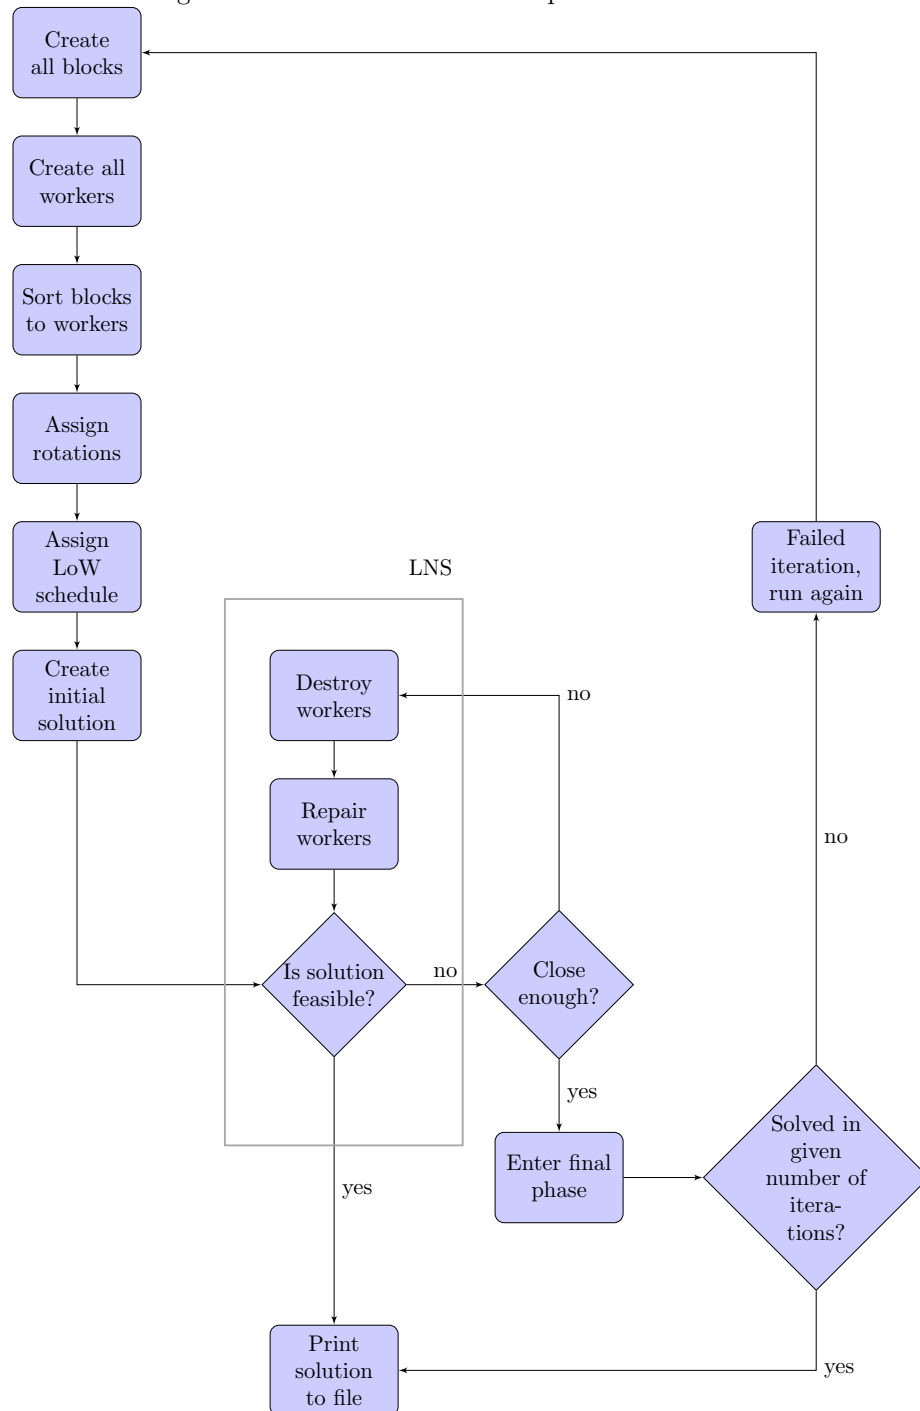 Create
all blocks
Create all
workers
Sort blocks
to workers
Assign
rotations
Assign
LoW
schedule
Create
initial
solution
LNS
Destroy
workers
Repair
workers
Is solution
feasible?
no
Close
enough?
no
yes
Enter final
phase
yes
Failed
iteration,
run again
no
Solved in
given
number of
itera-
tions?
yes
Print
solution
to file